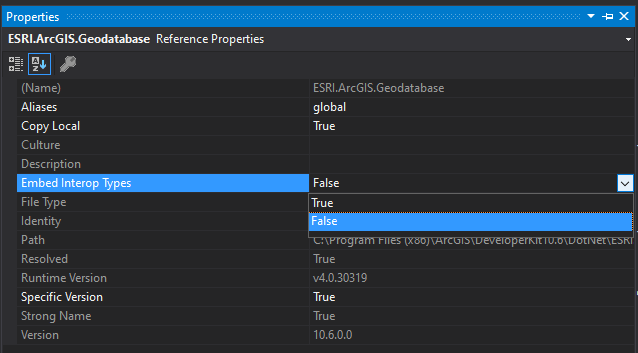 Properties
ESRI.ArcGIS.Geodatabase Reference Properties
(Name) ESRI.ArcGIS.Geodatabase
Aliases global
Copy Local True
Culture
Description
Embed Interop Types False
File Type True
Identity False
Path C:\Program Files (x86)\ArcGIS\DeveloperKit10.6\DotNet\ESRI
Resolved True
Runtime Version v4.0.30319
Specific Version True
Strong Name True
Version 10.6.0.0